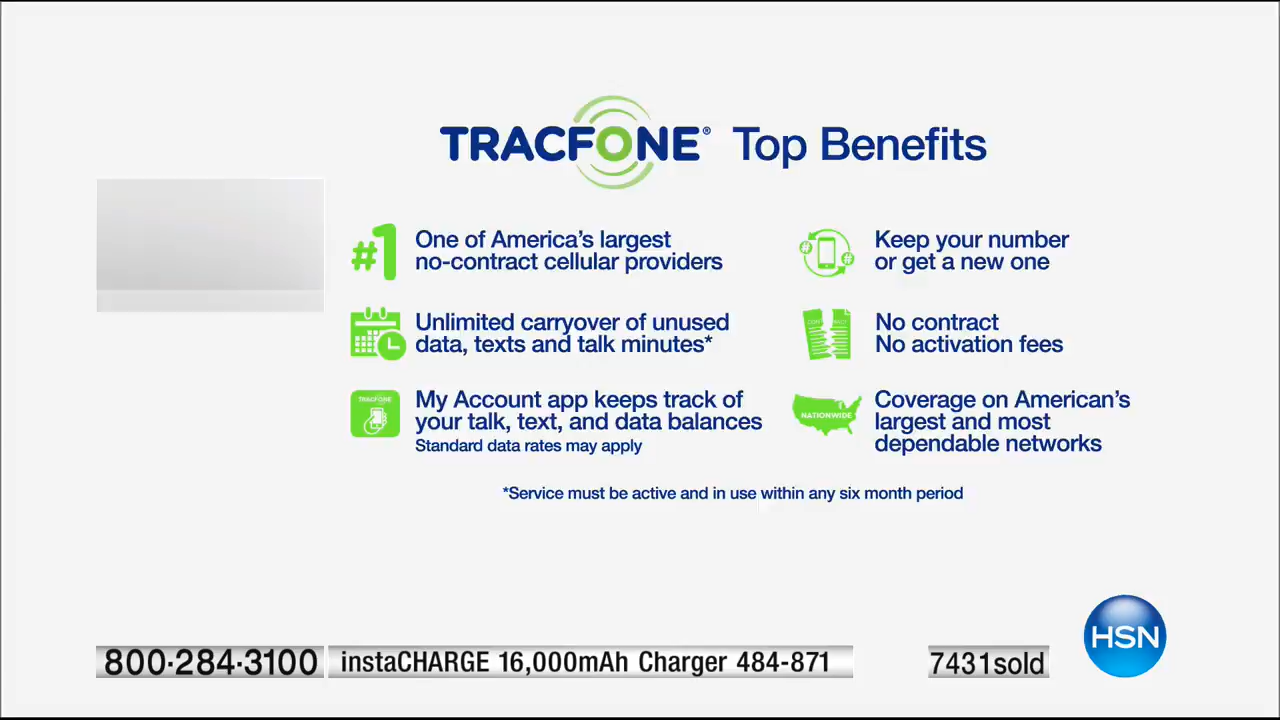 TRACFONE® Top Benefits
#1
One of America's largest
no-contract cellular providers
Keep your number
or get a new one
# #
Unlimited carryover of unused
data, texts and talk minutes*
CONTRACT
No contract
No activation fees
TRACFONE
My Account app keeps track of
your talk, text, and data balances
Standard data rates may apply
NATIONWIDE
Coverage on American's
largest and most
dependable networks
*Service must be active and in use within any six month period
HSN
800·284·3100
instaCHARGE 16,000mAh Charger 484-871
7431sold